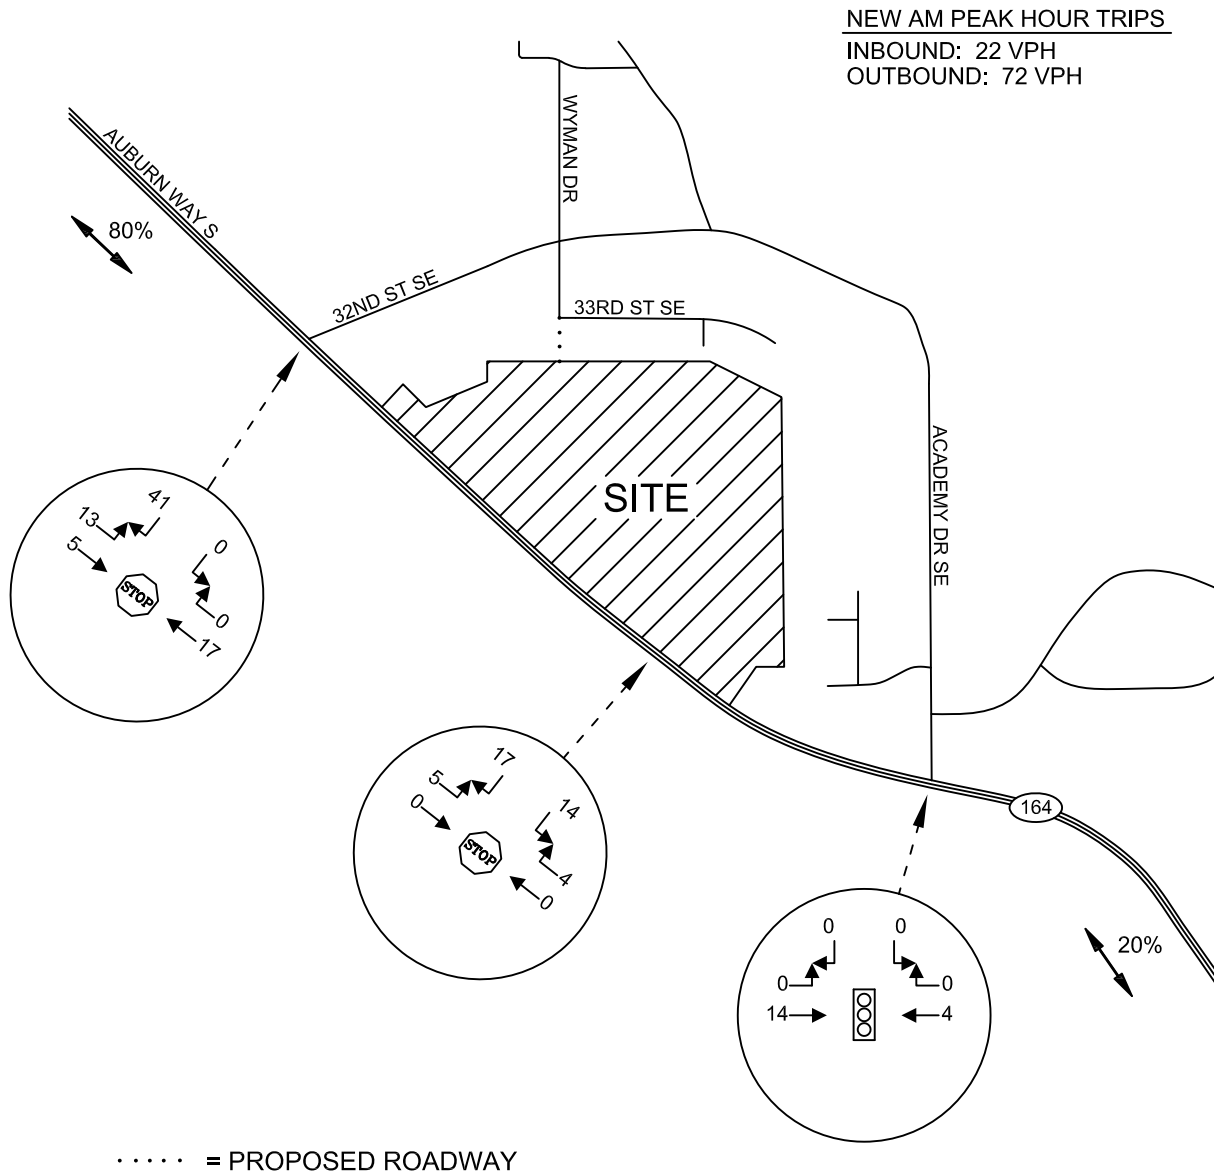 NEW AM PEAK HOUR TRIPS
INBOUND: 22 VPH
OUTBOUND: 72 VPH
WYMAN DR
AUBURN WAY S
80%
32ND ST SE
33RD ST SE
ACADEMY DR SE
SITE
13
41
5
0
STOP
0
17
5
17
0
14
STOP
4
0
164
0
0
0
0
14
4
20%
..... = PROPOSED ROADWAY